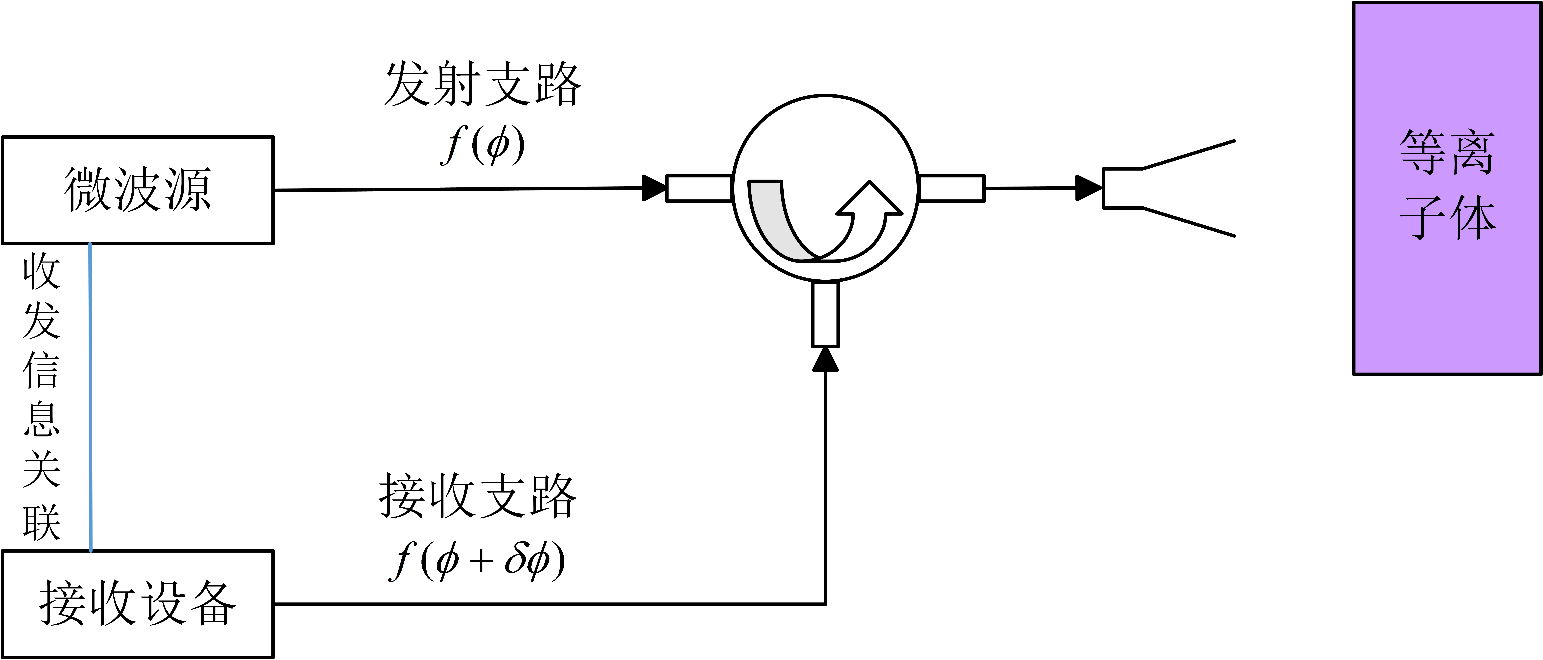 发射支路
f(ϕ)
微波源
等离
子体
收
发
信
息
关
联
接收支路
f(ϕ + δϕ)
接收设备